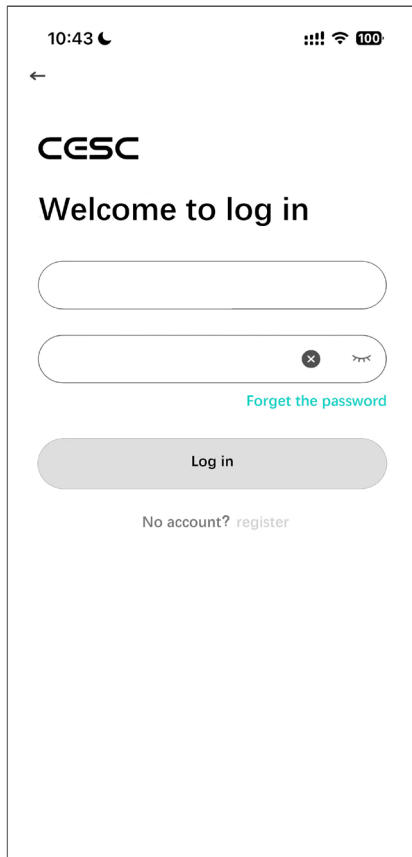 10:43
100
CESC
Welcome to log in
Forget the password
Log in
No account? register